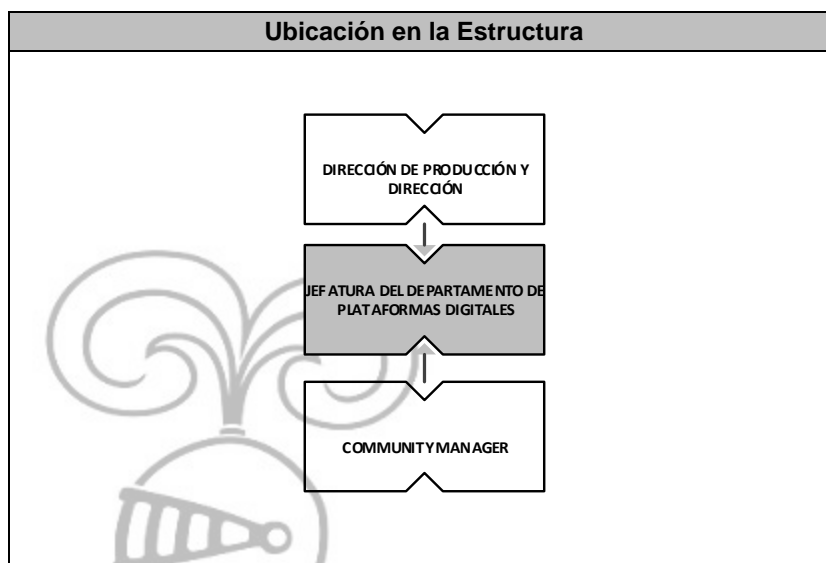 Ubicación en la Estructura
DIRECCIÓN DE PRODUCCIÓN Y
DIRECCIÓN
JEFATURA DEL DEPARTAMENTO DE
PLATAFORMAS DIGITALES
COMMUNITY MANAGER